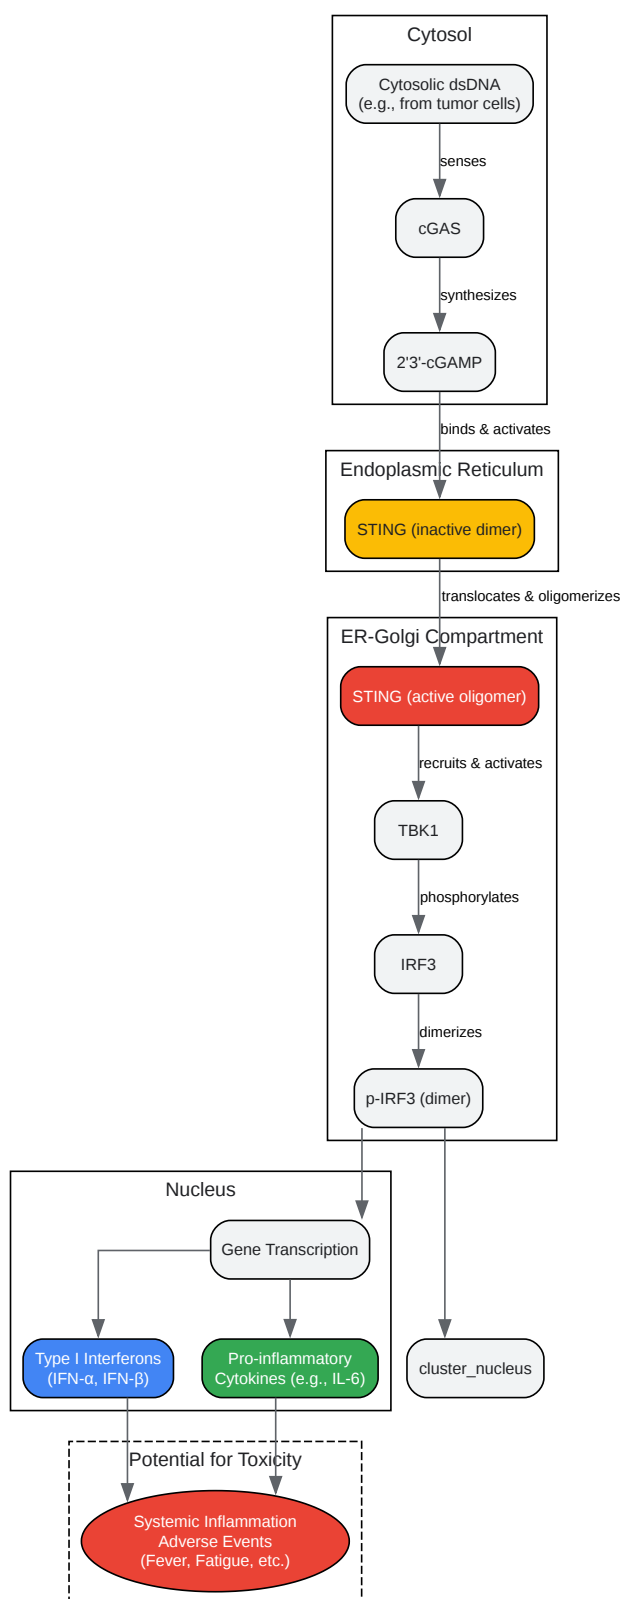 Cytosol
Cytosolic dsDNA
(e.g., from tumor cells)
senses
cGAS
synthesizes
2'3'-cGAMP
binds & activates
Endoplasmic Reticulum
STING (inactive dimer)
translocates & oligomerizes
ER-Golgi Compartment
STING (active oligomer)
recruits & activates
TBK1
phosphorylates
IRF3
dimerizes
p-IRF3 (dimer)
Nucleus
Gene Transcription
Type I Interferons
(IFN-α, IFN-β)
Pro-inflammatory
Cytokines (e.g., IL-6)
cluster_nucleus
Potential for Toxicity
Systemic Inflammation
Adverse Events
(Fever, Fatigue, etc.)